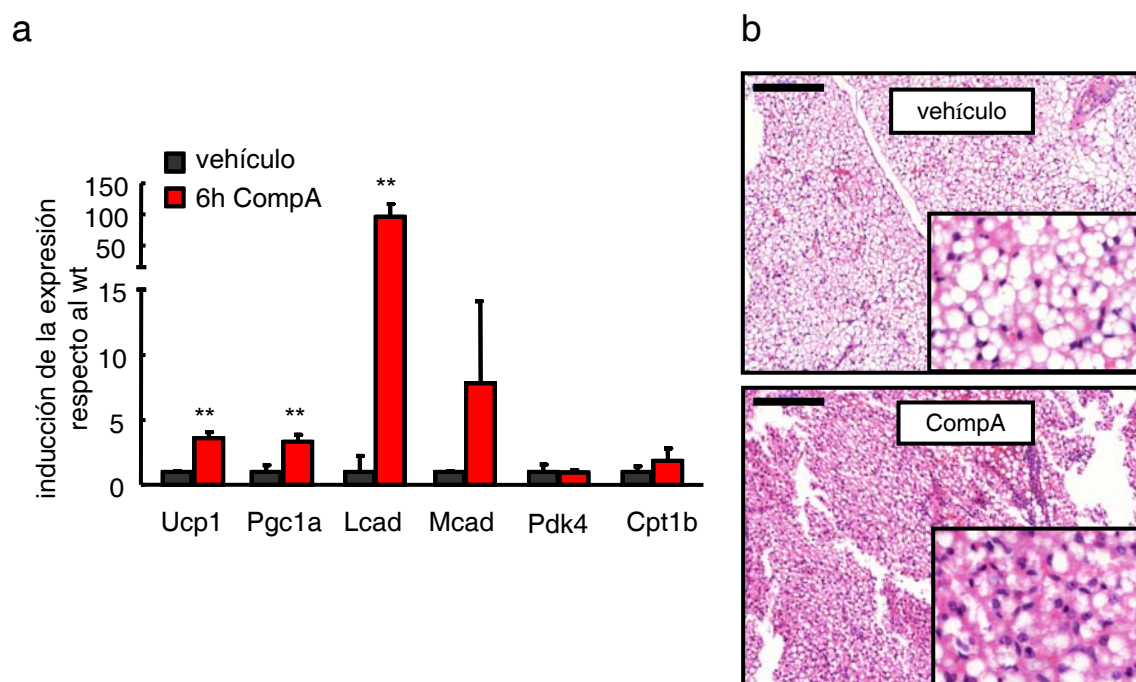 a
b
vehículo
6h CompA
inducción de la expresión
respecto al wt
150
100
50
15
10
5
0
**
**
**
Ucp1 Pgc1a Lcad Mcad Pdk4 Cpt1b
vehículo
CompA